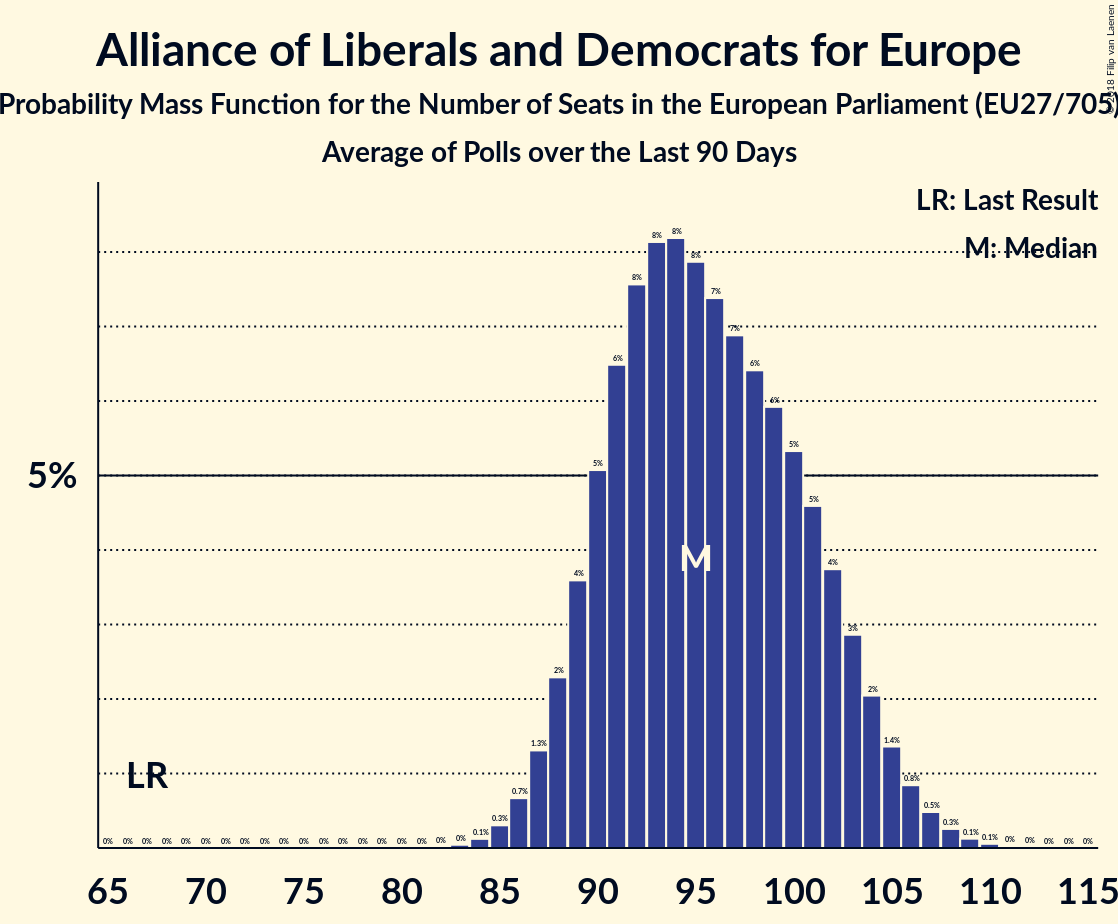 Alliance of Liberals and Democrats for Europe
Probability Mass Function for the Number of Seats in the European Parliament (EU27/705)
Average of Polls over the Last 90 Days
© 2018 Filip van Laenen
LR: Last Result
M: Median
8% 8% 8% 8% 7% 7% 6% 6% 6% 5% 5%
5%
5% 4% 4% 3% 2% 2%
M
1.3% 1.4% 0.7% 0.8% 0.5%
LR
0% 0% 0% 0% 0% 0% 0% 0% 0% 0% 0% 0% 0% 0% 0% 0% 0% 0% 0% 0.1% 0.3% 0.3% 0.1% 0.1% 0% 0% 0% 0% 0%
65 70 75 80 85 90 95 100 105 110 115